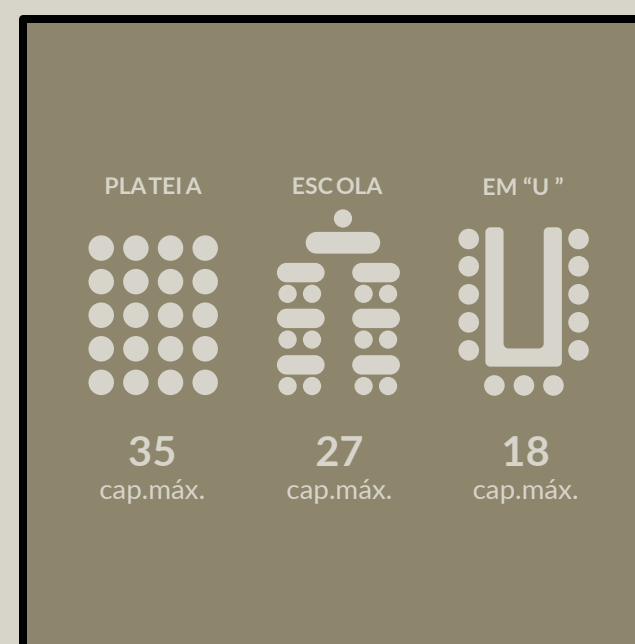 PLATEIA
ESCOLA
EM “U”
35
27
18
cap.máx.
cap.máx.
cap.máx.